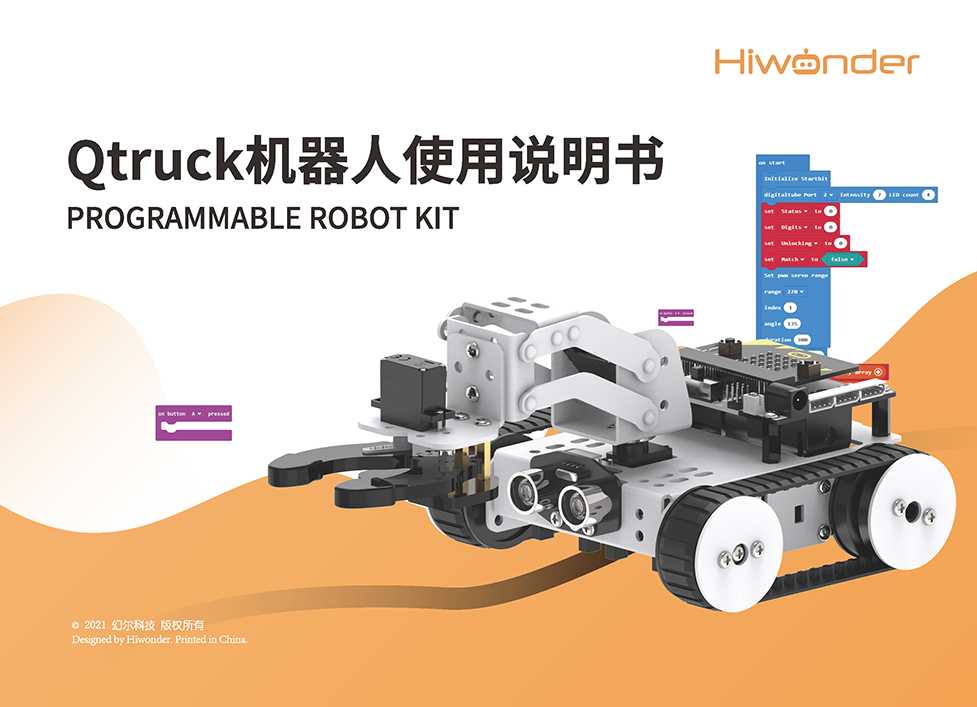 Hiwonder
Qtruck机器人使用说明书
PROGRAMMABLE ROBOT KIT
on start
Initialize Startbit
digitaltube Port 2 intensity 7 LED count 4
set Status to 0
set Digits to 0
set Unlocking to 0
set Match to false
Set pwm servo range
range 270
index 1
angle 135
duration 300
array
on button A pressed
© 2021 幻尔科技 版权所有
Designed by Hiwonder. Printed in China.